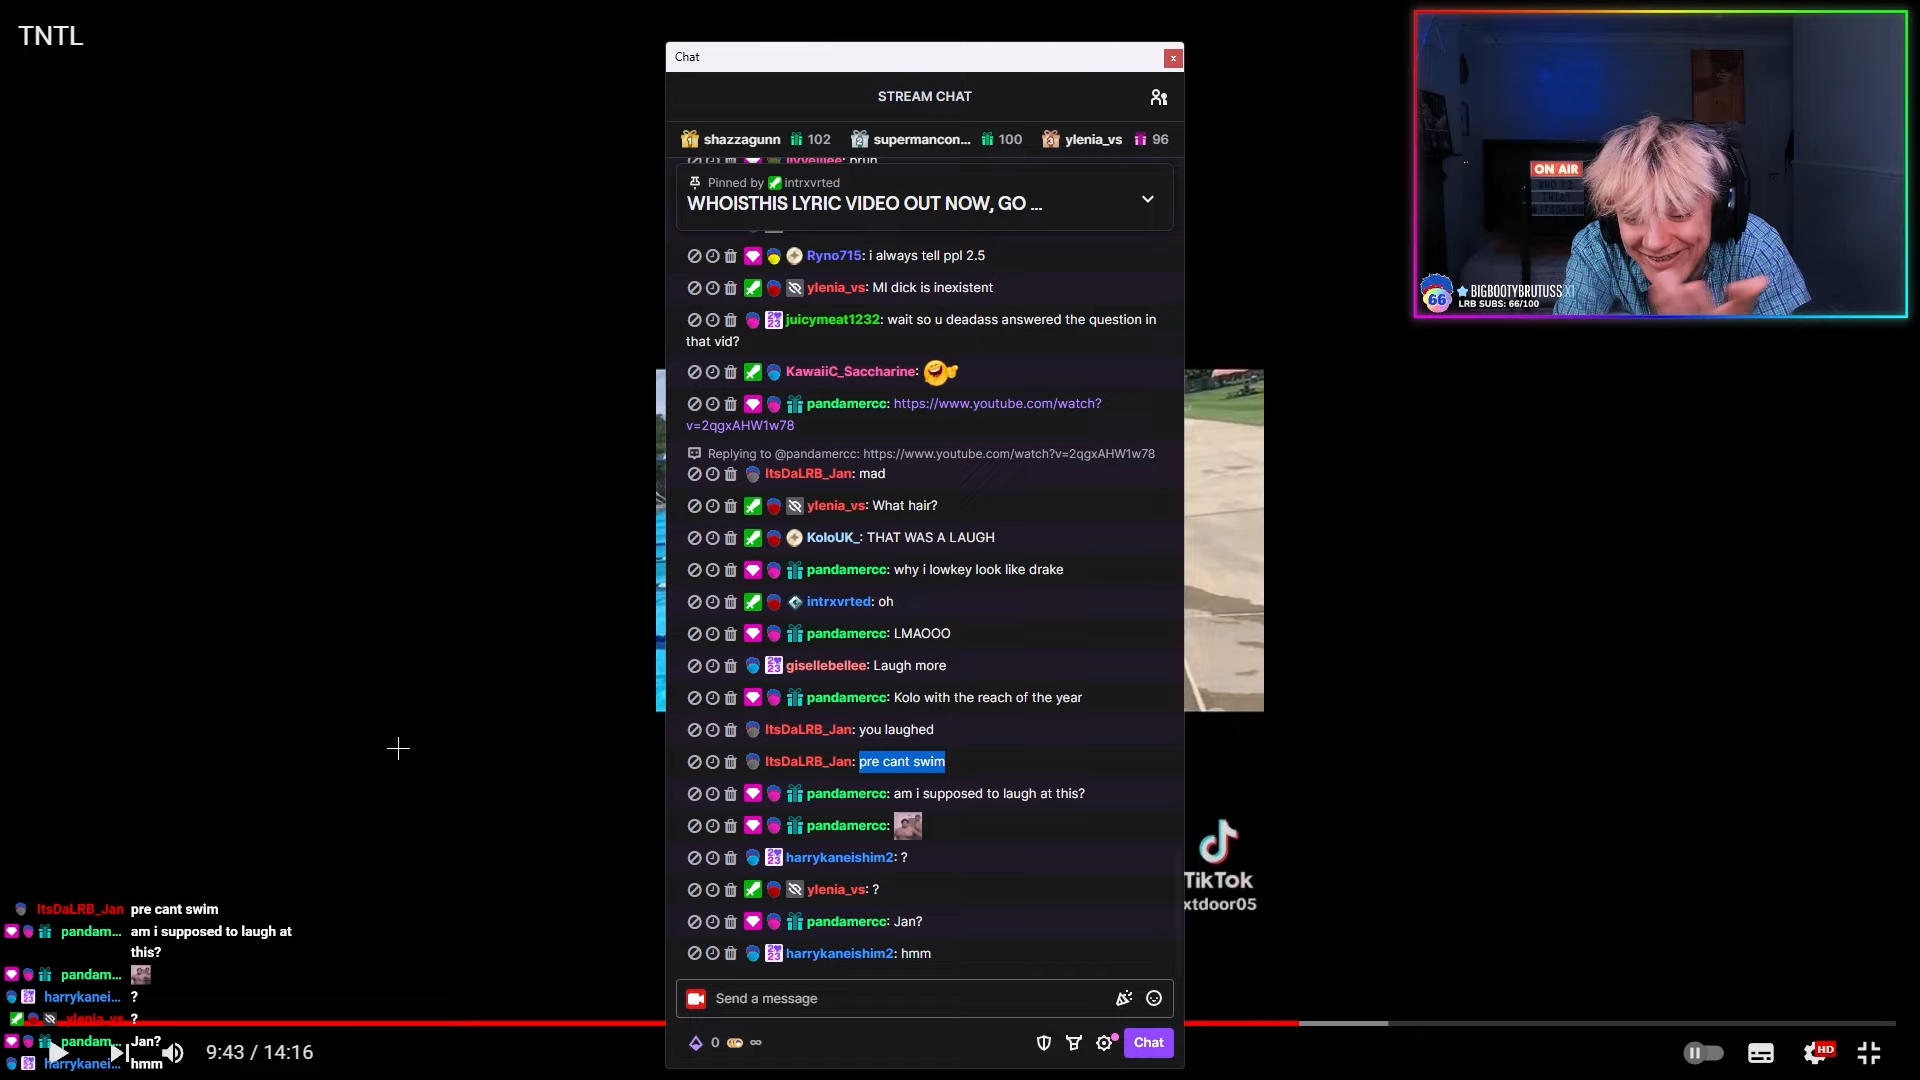 TNTL
Chat
STREAM CHAT
shazzagunn 102 supermancon... 100 ylenia_vs 96
Pinned by intrxvrted
WHOISTHIS LYRIC VIDEO OUT NOW, GO ...
Ryno715: i always tell ppl 2.5
ylenia_vs: MI dick is inexistent
juicymeat1232: wait so u deadass answered the question in
that vid?
KawaiiC_Saccharine:
pandamercc: https://www.youtube.com/watch?
v=2qgxAHW1w78
Replying to @pandamercc: https://www.youtube.com/watch?v=2qgxAHW1w78
ItsDaLRB_Jan: mad
ylenia_vs: What hair?
KoloUK_: THAT WAS A LAUGH
pandamercc: why i lowkey look like drake
intrxvrted: oh
pandamercc: LMAOOO
gisellebellee: Laugh more
pandamercc: Kolo with the reach of the year
ItsDaLRB_Jan: you laughed
ItsDaLRB_Jan: pre cant swim
pandamercc: am i supposed to laugh at this?
pandamercc:
harrykaneishim2: ?
ylenia_vs: ?
pandamercc: Jan?
harrykaneishim2: hmm
Send a message
0 ∞
Chat
ON AIR
66
BIGBOOTYBRUTUSS X1
LRB SUBS: 66/100
TikTok
xtdoor05
ItsDaLRB_Jan pre cant swim
pandam... am i supposed to laugh at
this?
pandam...
harrykanei... ?
ylenia_vs ?
pandam... Jan?
harrykanei... hmm
9:43 / 14:16
HD